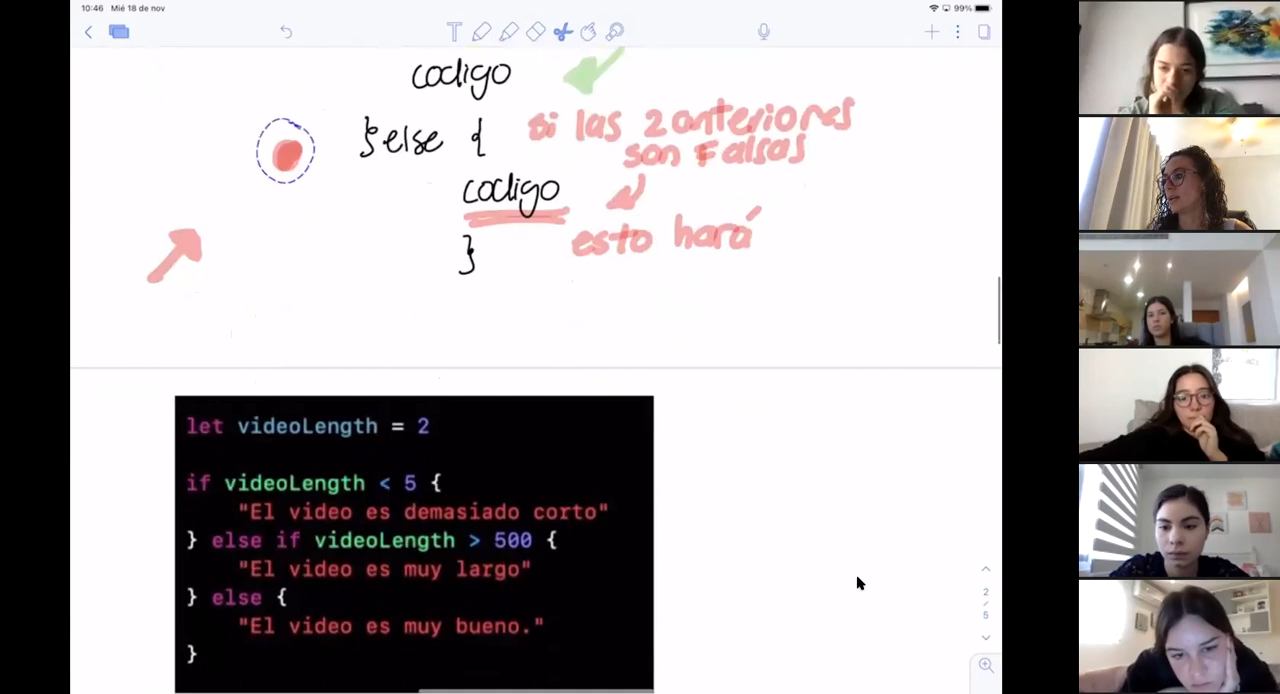 10:46 Mié 18 de nov
99%
T
codigo
}else {
si las 2 anteriores
son Falsas
codigo
esto hará
}
let videoLength = 2
if videoLength < 5 {
"El video es demasiado corto"
} else if videoLength > 500 {
"El video es muy largo"
} else {
"El video es muy bueno."
}
2
/
5